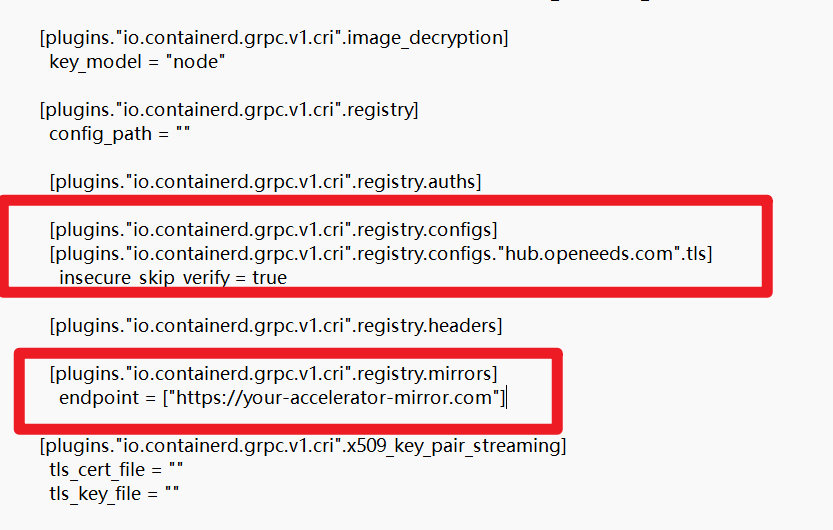 [plugins."io.containerd.grpc.v1.cri".image_decryption]
key_model = "node"
[plugins."io.containerd.grpc.v1.cri".registry]
config_path = ""
[plugins."io.containerd.grpc.v1.cri".registry.auths]
[plugins."io.containerd.grpc.v1.cri".registry.configs]
[plugins."io.containerd.grpc.v1.cri".registry.configs."hub.openeeds.com".tls]
insecure_skip_verify = true
[plugins."io.containerd.grpc.v1.cri".registry.headers]
[plugins."io.containerd.grpc.v1.cri".registry.mirrors]
endpoint = ["https://your-accelerator-mirror.com"]
[plugins."io.containerd.grpc.v1.cri".x509_key_pair_streaming]
tls_cert_file = ""
tls_key_file = ""